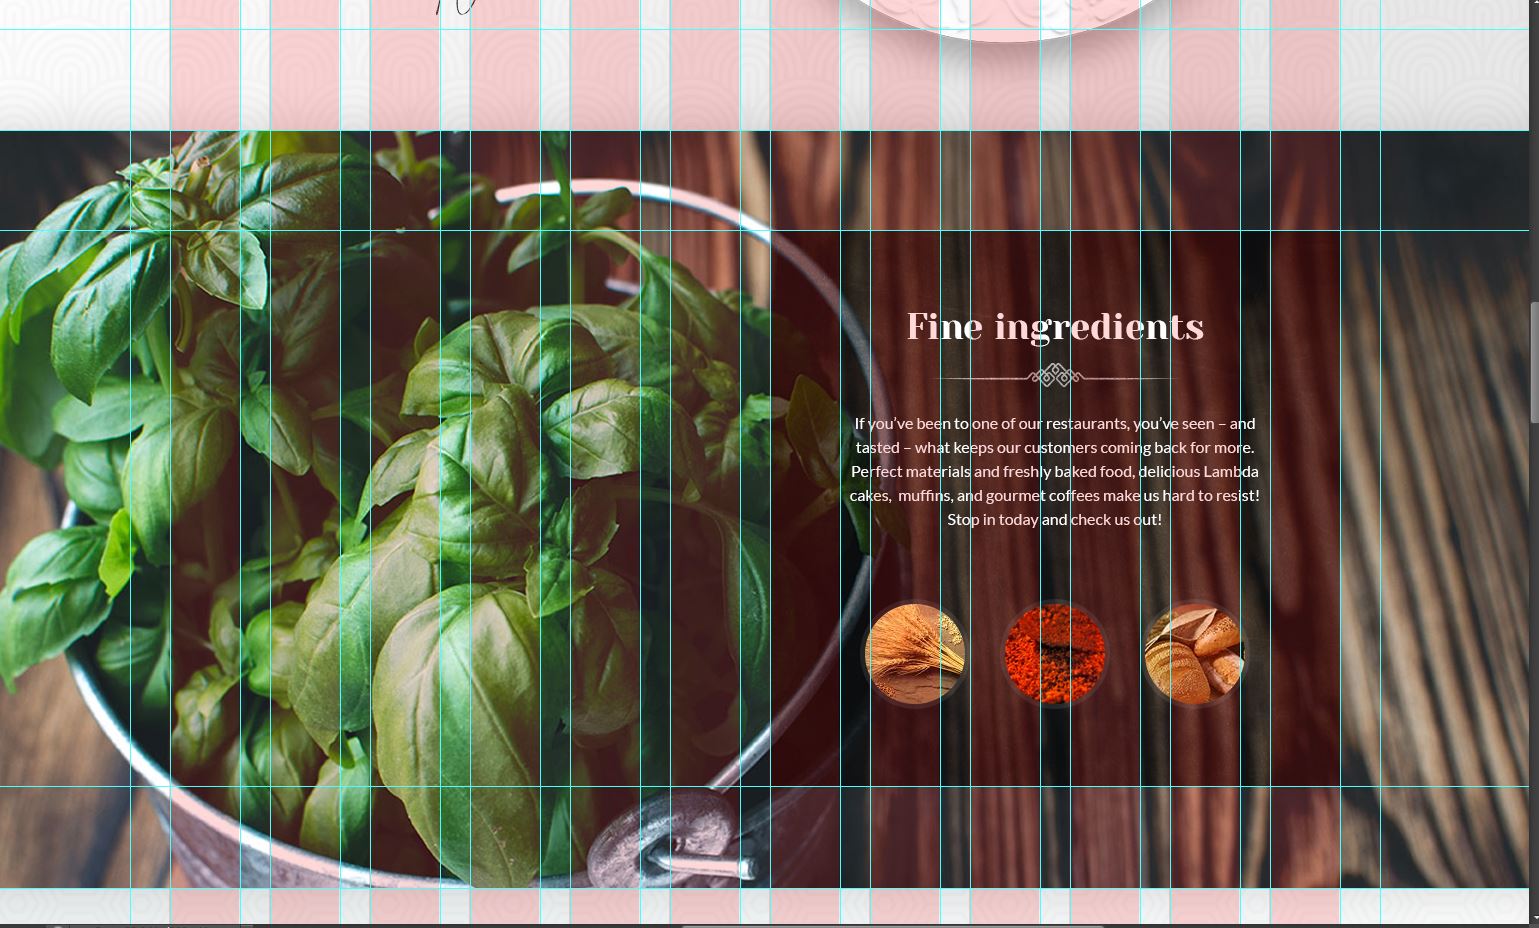 Fine ingredients
If you've been to one of our restaurants, you've seen – and
tasted – what keeps our customers coming back for more.
Perfect materials and freshly baked food, delicious Lambda
cakes,  muffins, and gourmet coffees make us hard to resist!
Stop in today and check us out!